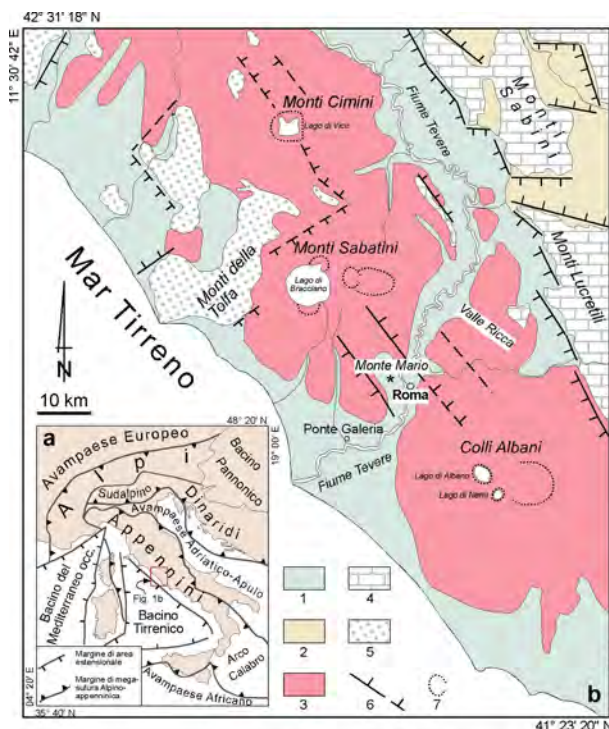 42 31' 18" N
11 30' 42" E
Monti Cimini
Lago di Vico
Fiume Tevere
Monti Sabini
Monti Sabatini
Lago di Bracciano
Monti della Tolfa
Monti Lucretili
Valle Ricca
Mar Tirreno
N
10 km
Monte Mario
Roma
Ponte Galeria
Fiume Tevere
Colli Albani
Lago di Albano
Lago di Nemi
a
48 20' N
19 00' E
Avampaese Europeo
Alpi
Bacino Pannonico
Sudalpino
Dinaridi
Avampaese Adriatico-Apulo
Appennini
Bacino del Mediterraneo occ.
Fig. 1b
Bacino Tirrenico
Arco Calabro
Avampaese Africano
Margine di area estensionale
Margine di mega-sutura Alpino-appenninica
04 20' E
35 40' N
1
2
3
4
5
6
7
b
41 23' 20" N